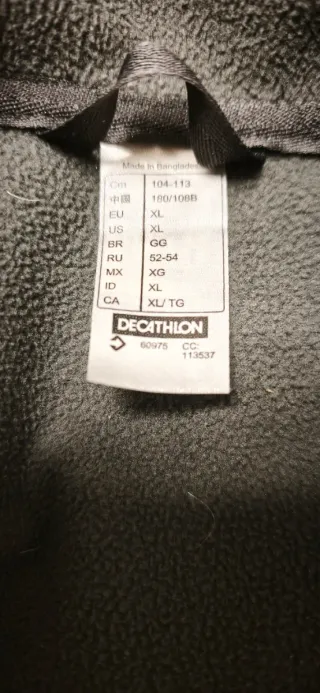 Made in Bangladesh
Cm 104-113
中國 180/108B
EU XL
US XL
BR GG
RU 52-54
MX XG
ID XL
CA XL/ TG
DECATHLON
60975 CC:
113537